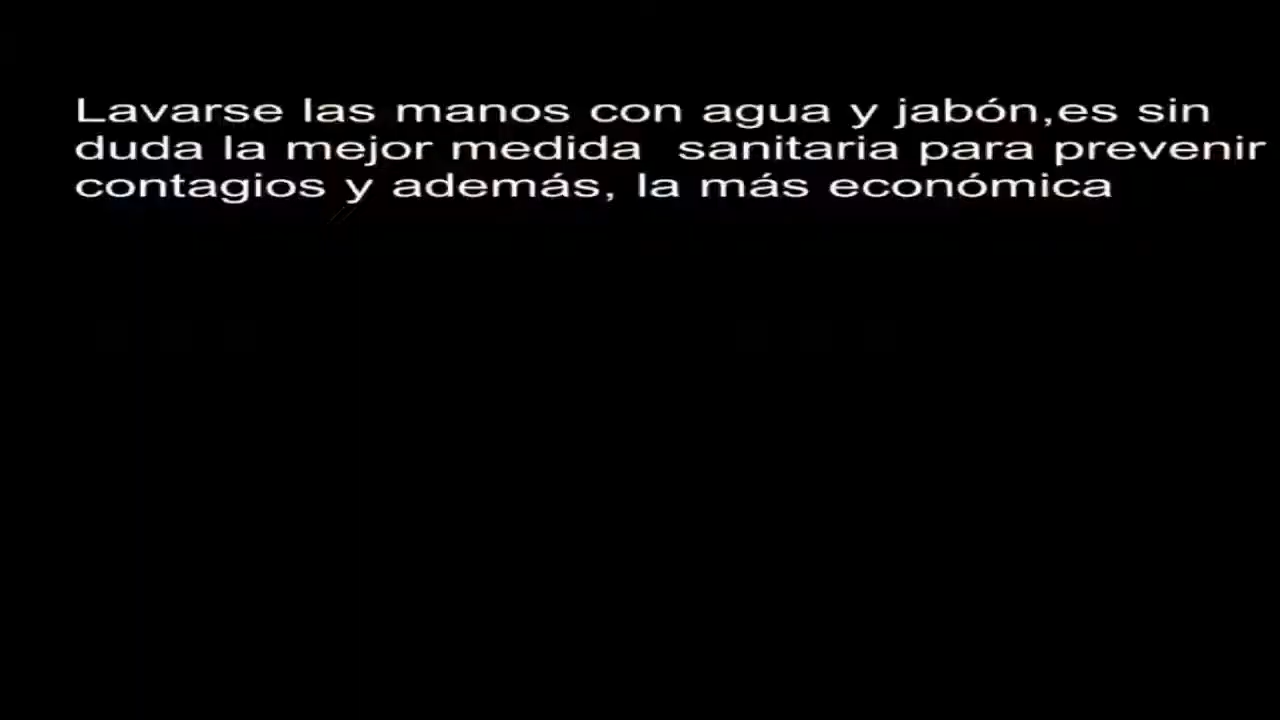 Lavarse las manos con agua y jabón,es sin
duda la mejor medida  sanitaria para prevenir
contagios y además, la más económica